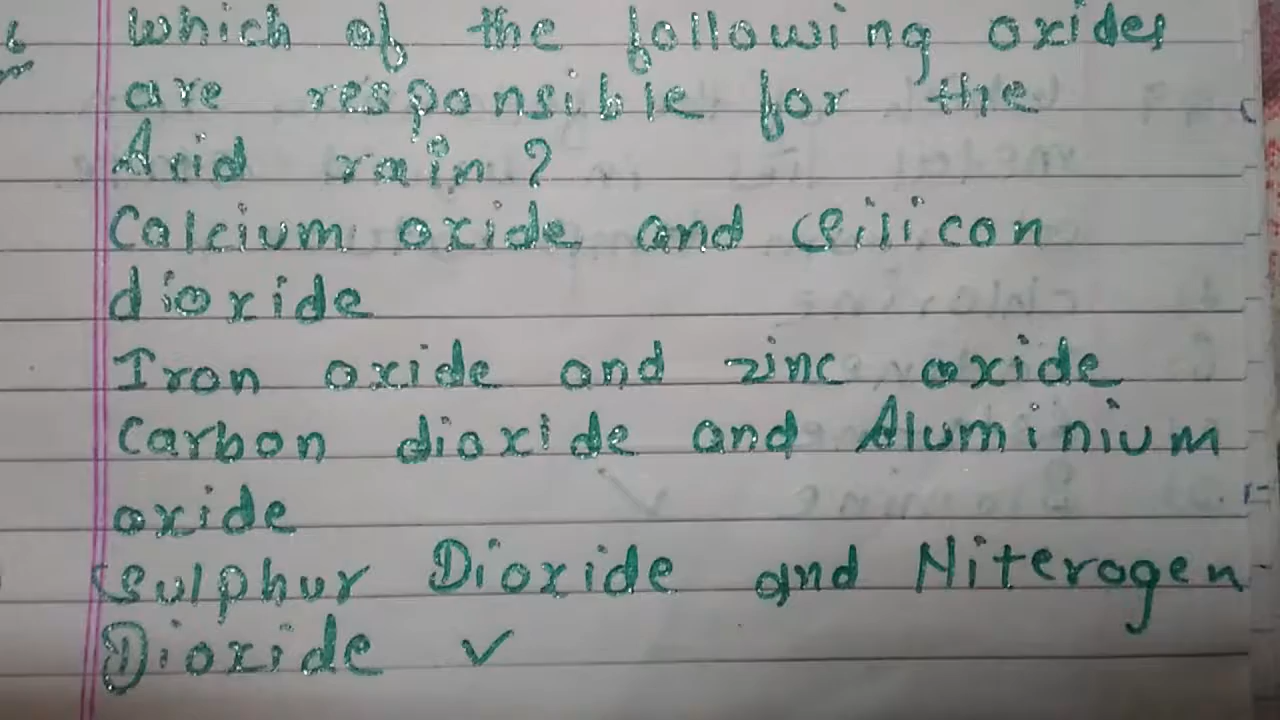 6 Which of the following oxides
are responsible for the
Acid rain?
Calcium oxide and Silicon
dioxide
Iron oxide and zinc oxide
Carbon dioxide and Aluminium
oxide
Sulphur Dioxide and Niterogen
Dioxide ✓